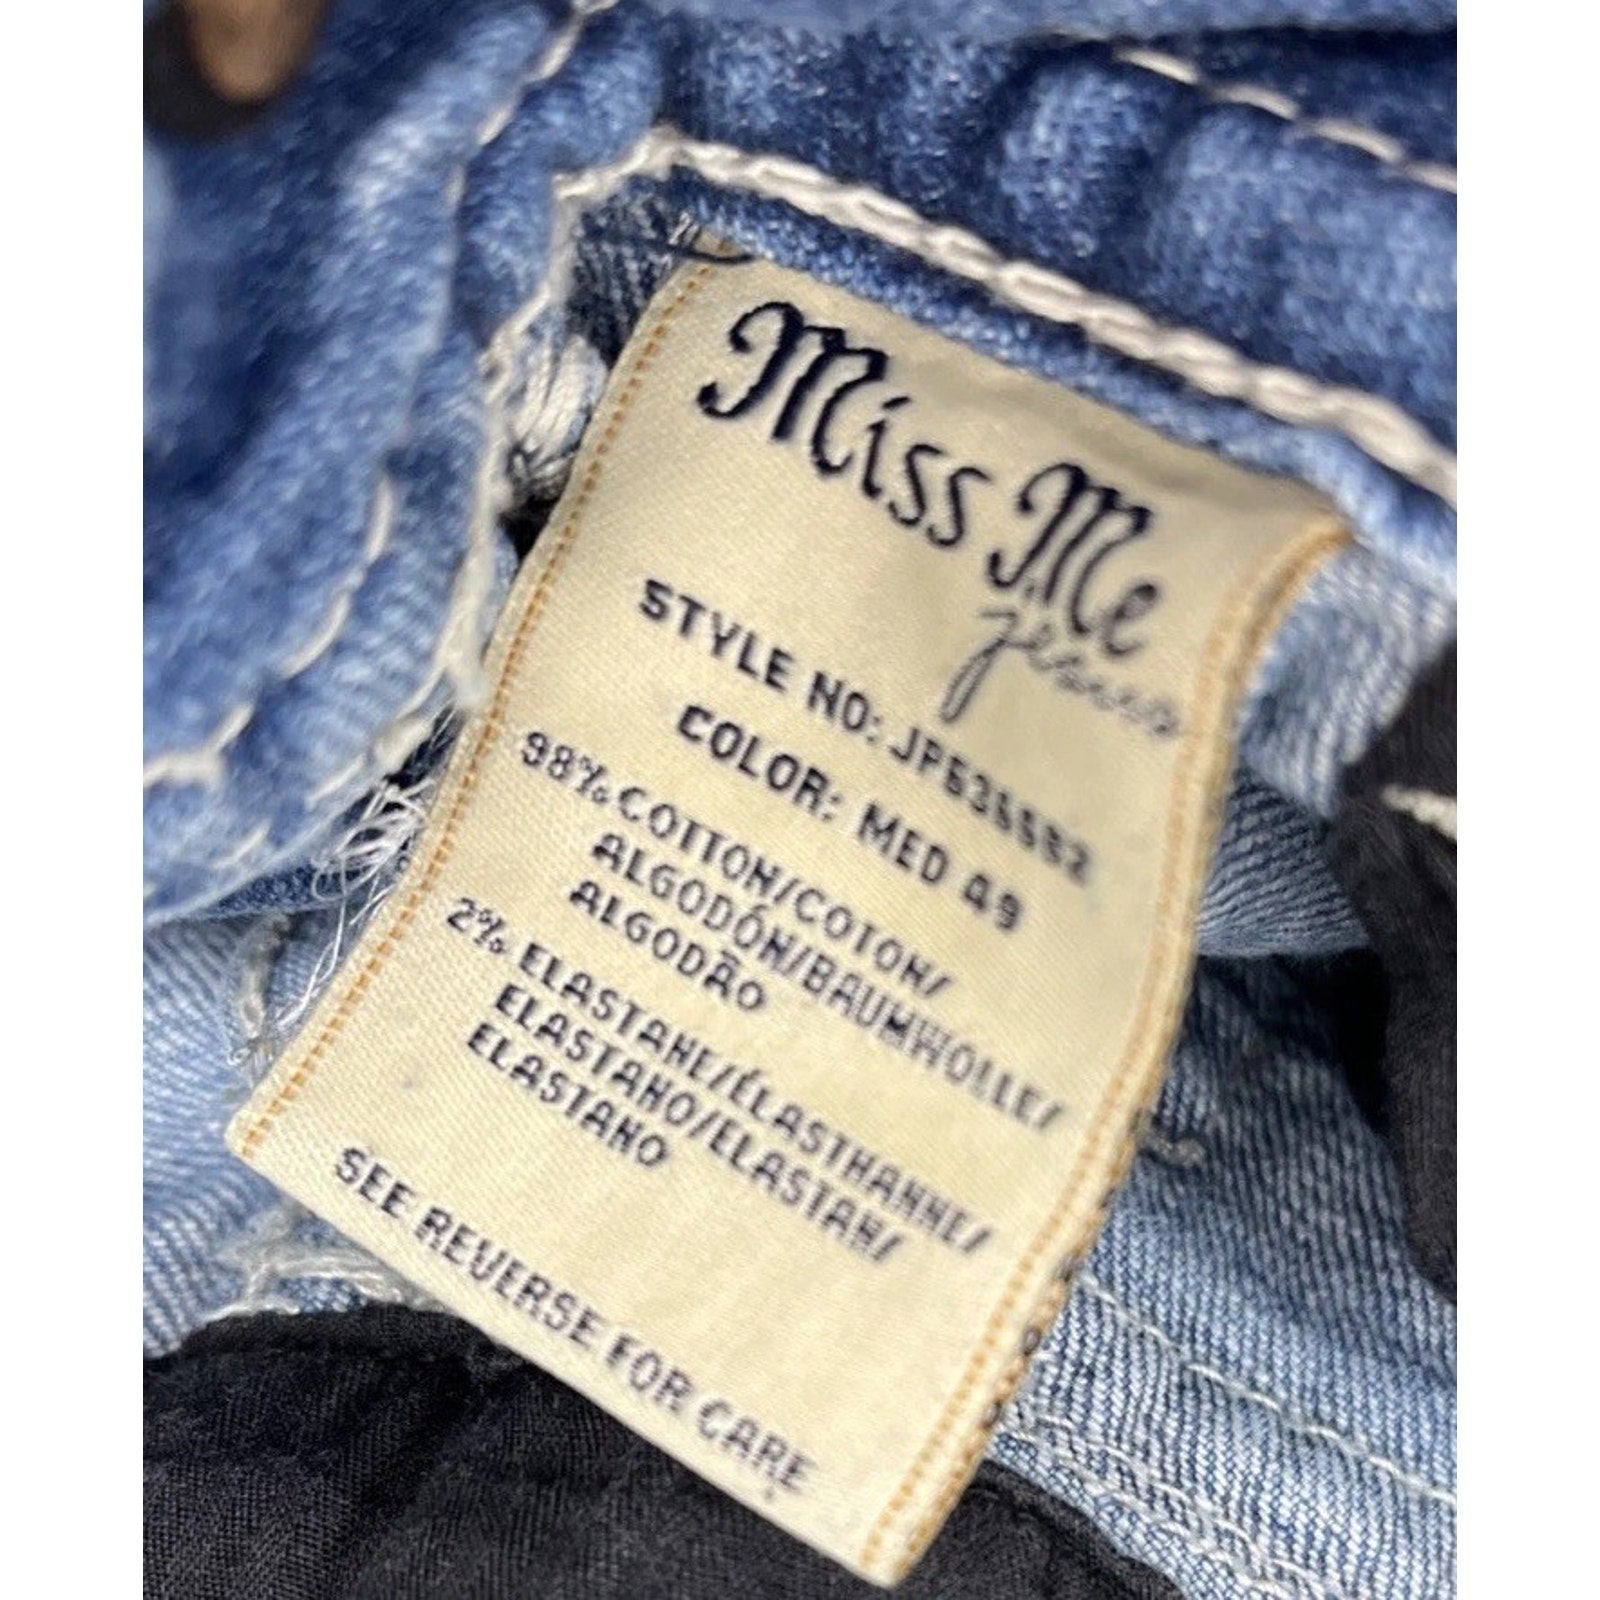 Miss Me
Jeans
STYLE NO: JP535552
COLOR: MED 49
98% COTTON/COTON/
ALGODÓN/BAUMWOLLE/
ALGODÃO
2% ELASTANE/ÉLASTHANNE/
ELASTANO/ELASTAN/
ELASTANO
SEE REVERSE FOR CARE